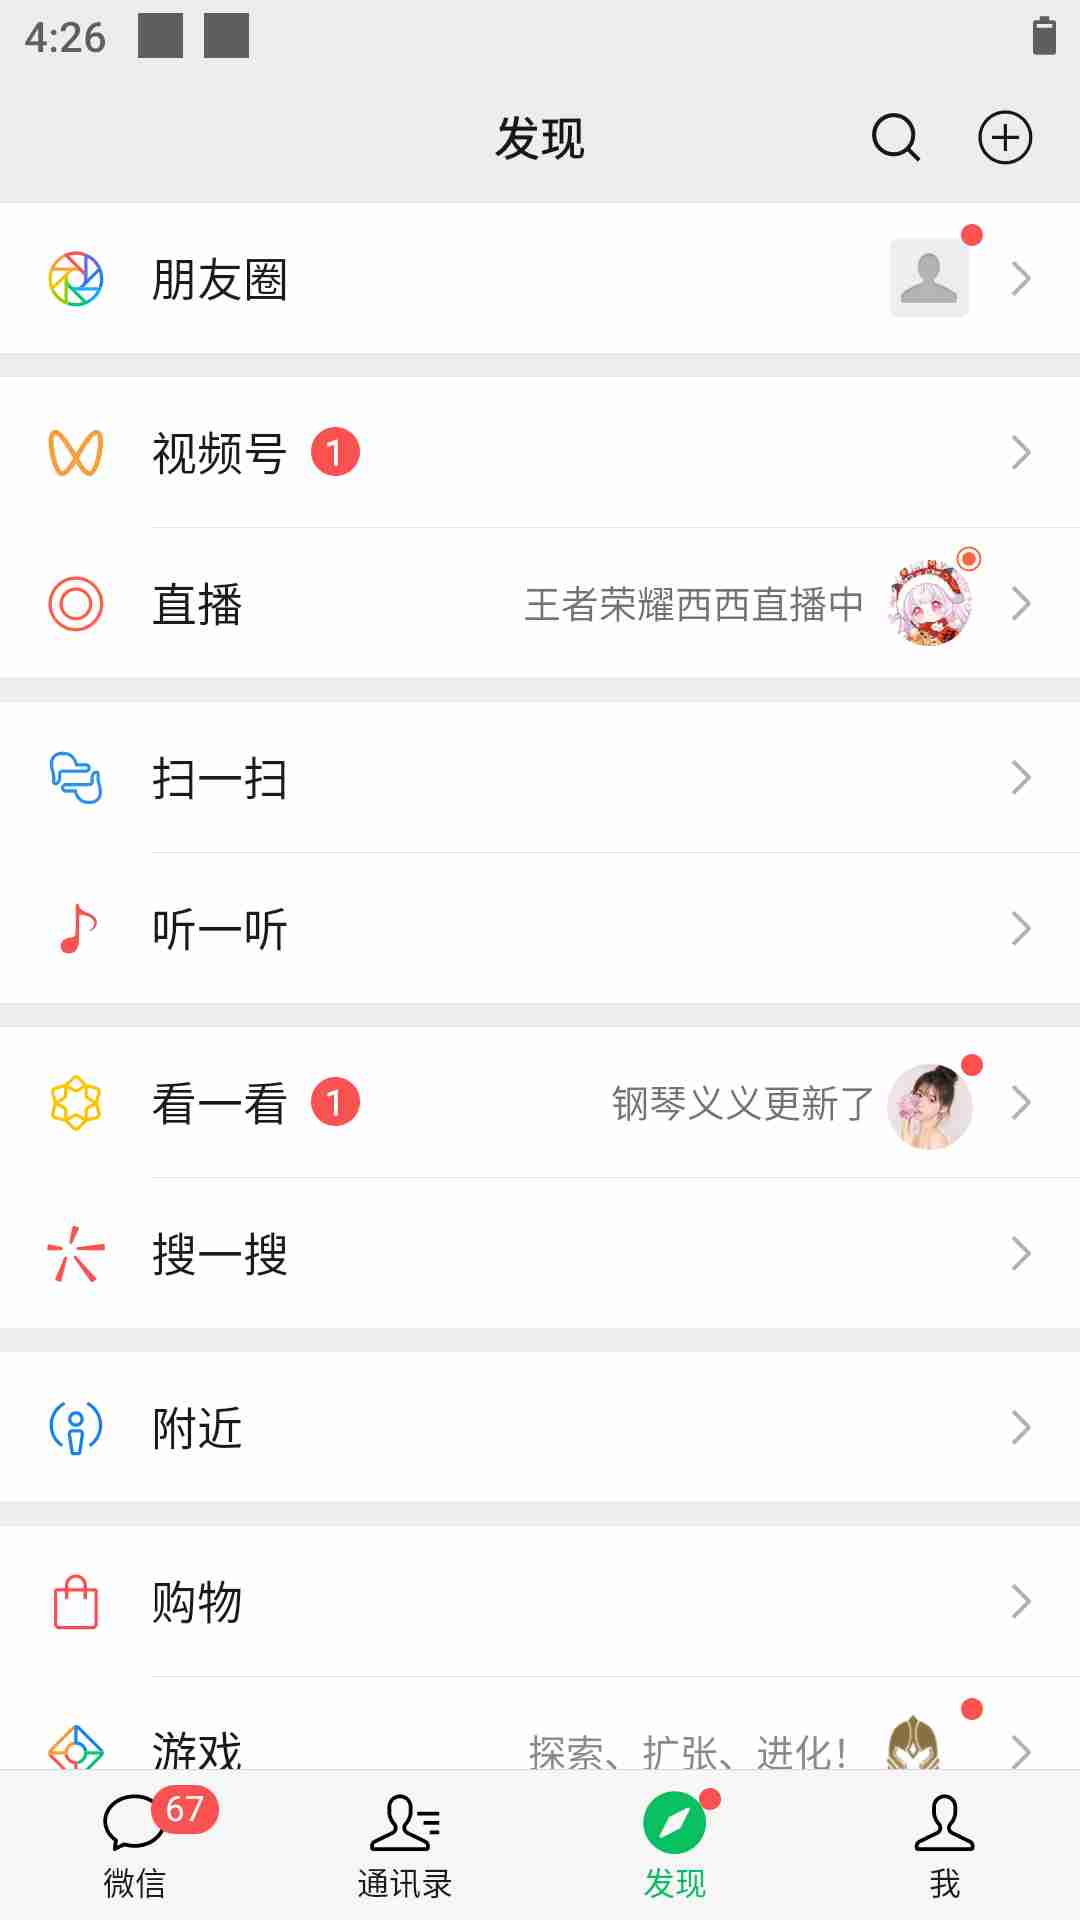 4:26
发现
朋友圈
视频号 1
直播 王者荣耀西西直播中
扫一扫
听一听
看一看 1 钢琴义义更新了
搜一搜
附近
购物
游戏 探索、扩张、进化！
67
微信 通讯录 发现 我